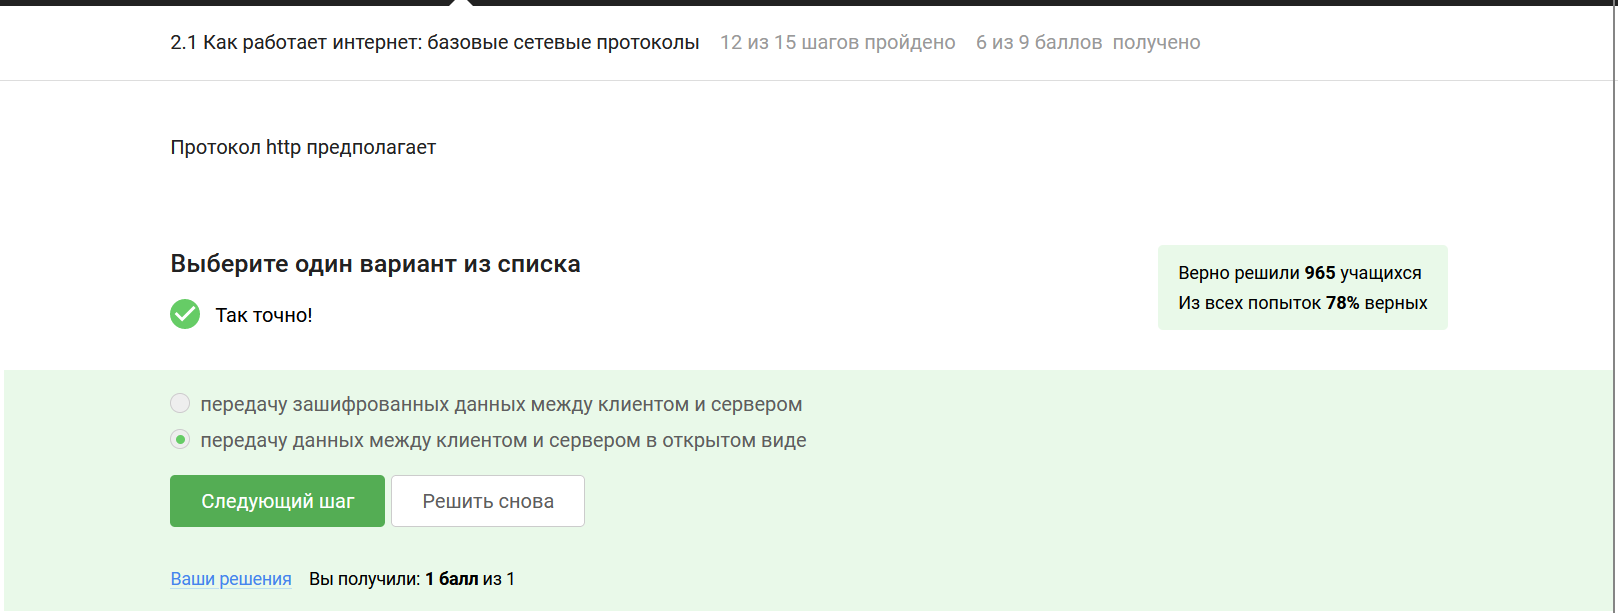 2.1 Как работает интернет: базовые сетевые протоколы 12 из 15 шагов пройдено 6 из 9 баллов получено
Протокол http предполагает
Выберите один вариант из списка
Так точно!
Верно решили 965 учащихся
Из всех попыток 78% верных
передачу зашифрованных данных между клиентом и сервером
передачу данных между клиентом и сервером в открытом виде
Следующий шаг Решить снова
Ваши решения Вы получили: 1 балл из 1